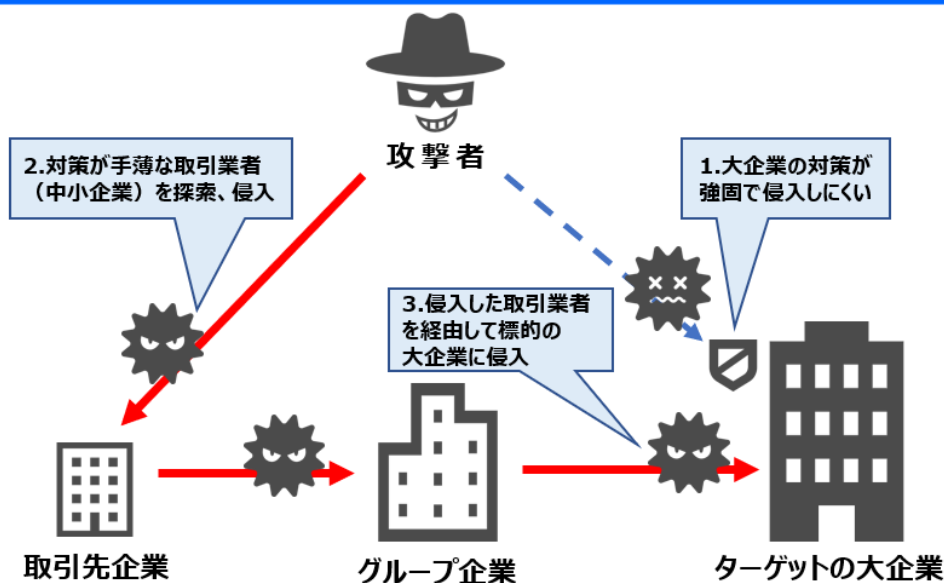 攻撃者
2.対策が手薄な取引業者
（中小企業）を探索、侵入
1.大企業の対策が
強固で侵入しにくい
3.侵入した取引業者
を経由して標的の
大企業に侵入
取引先企業
グループ企業
ターゲットの大企業